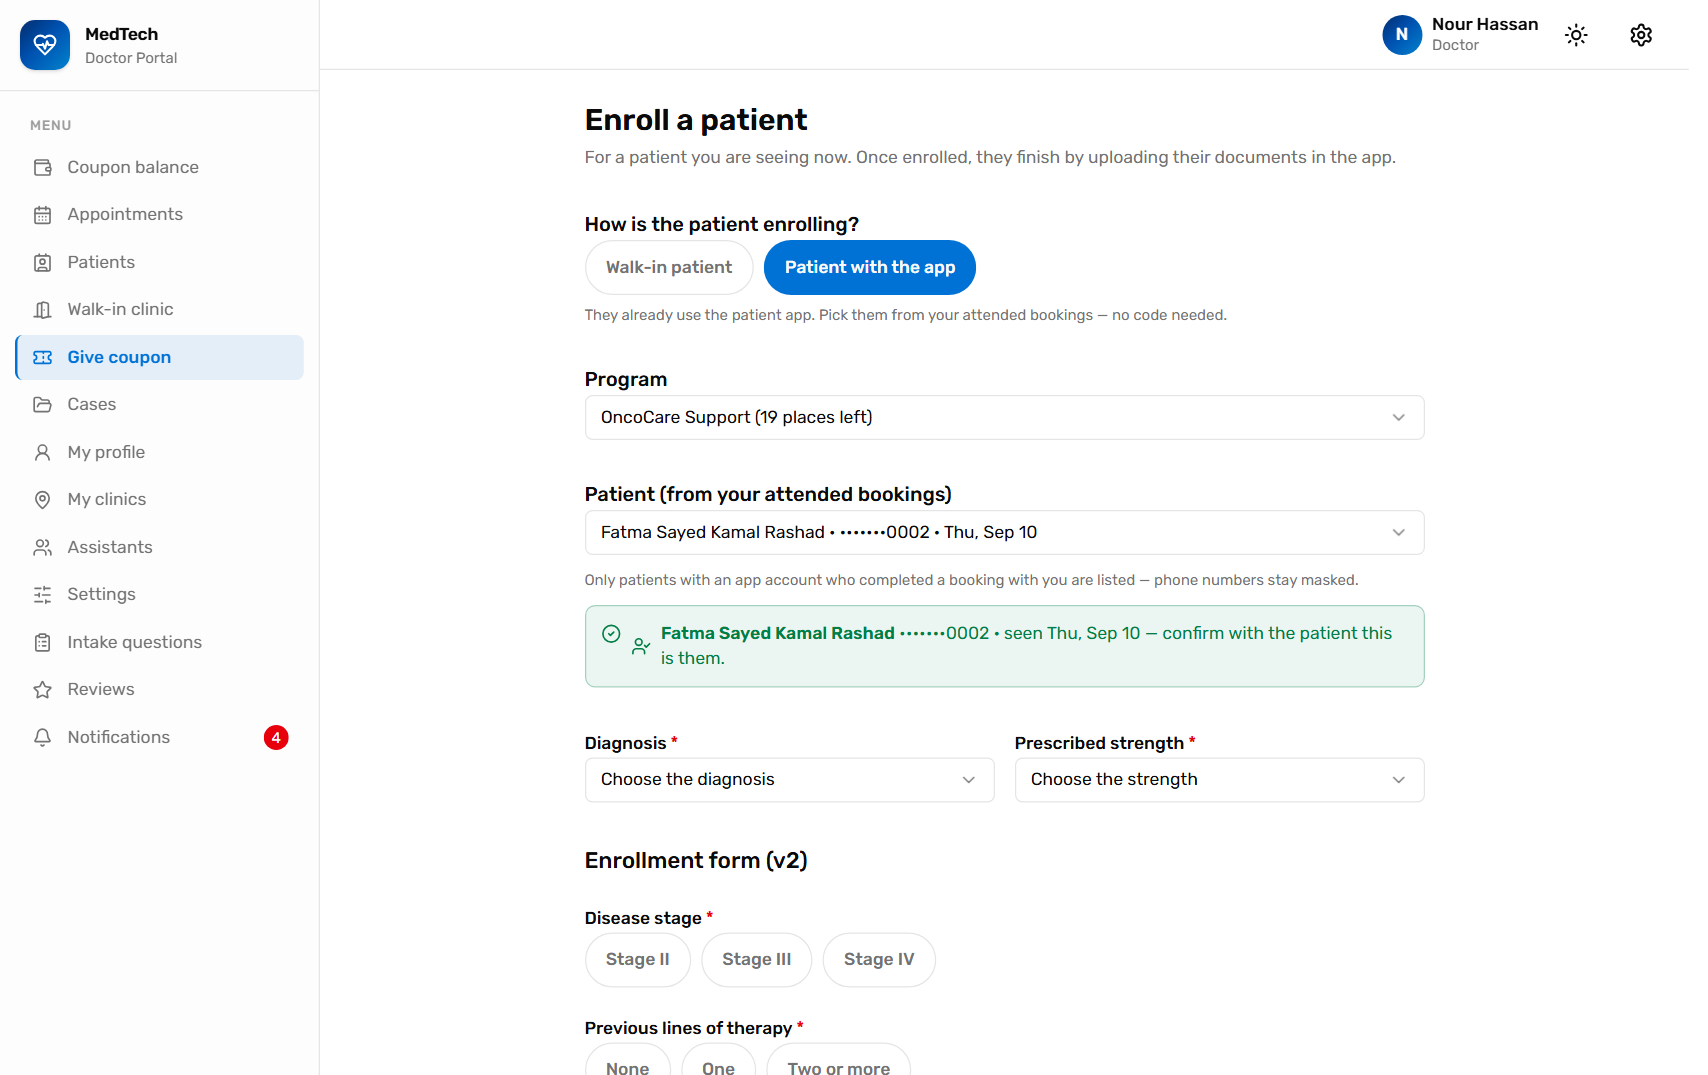 MedTech
Doctor Portal
N
Nour Hassan
Doctor
MENU
Coupon balance
Appointments
Patients
Walk-in clinic
Give coupon
Cases
My profile
My clinics
Assistants
Settings
Intake questions
Reviews
Notifications
4
Enroll a patient
For a patient you are seeing now. Once enrolled, they finish by uploading their documents in the app.
How is the patient enrolling?
Walk-in patient
Patient with the app
They already use the patient app. Pick them from your attended bookings — no code needed.
Program
OncoCare Support (19 places left)
Patient (from your attended bookings)
Fatma Sayed Kamal Rashad • •••••••0002 • Thu, Sep 10
Only patients with an app account who completed a booking with you are listed — phone numbers stay masked.
Fatma Sayed Kamal Rashad •••••••0002 • seen Thu, Sep 10 — confirm with the patient this
is them.
Diagnosis *
Choose the diagnosis
Prescribed strength *
Choose the strength
Enrollment form (v2)
Disease stage *
Stage II
Stage III
Stage IV
Previous lines of therapy *
None
One
Two or more